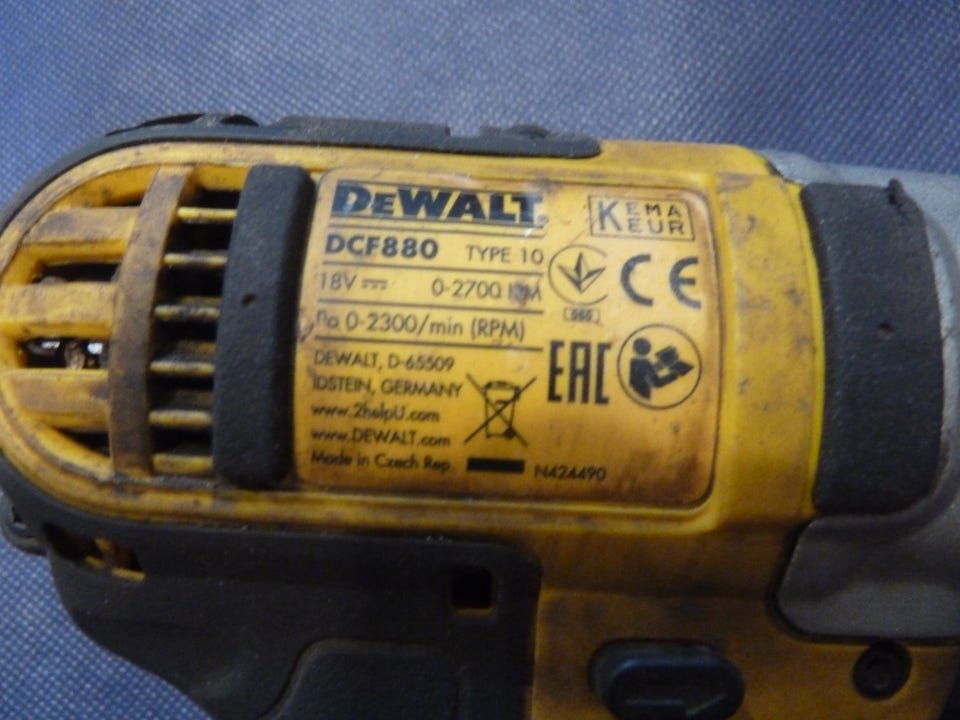 DEWALT
KEMA
KEUR
DCF880 TYPE 10
18V 0-2700 IPM
n₀ 0-2300/min (RPM)
CE
EAC
DEWALT, D-65509
IDSTEIN, GERMANY
www.2helpU.com
www.DEWALT.com
Made in Czech Rep.
N424490